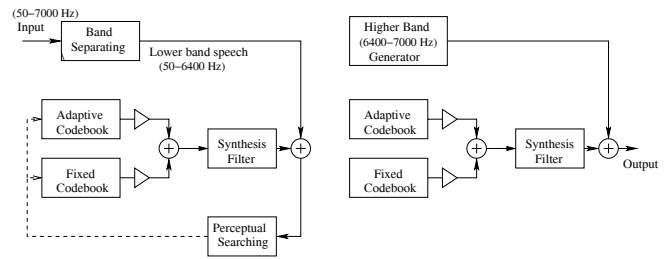 (50−7000 Hz)
Input
Band
Separating
Lower band speech
(50−6400 Hz)
Adaptive
Codebook
+
Synthesis
Filter
+
Fixed
Codebook
Perceptual
Searching
Higher Band
(6400−7000 Hz)
Generator
Adaptive
Codebook
+
Synthesis
Filter
+
Output
Fixed
Codebook